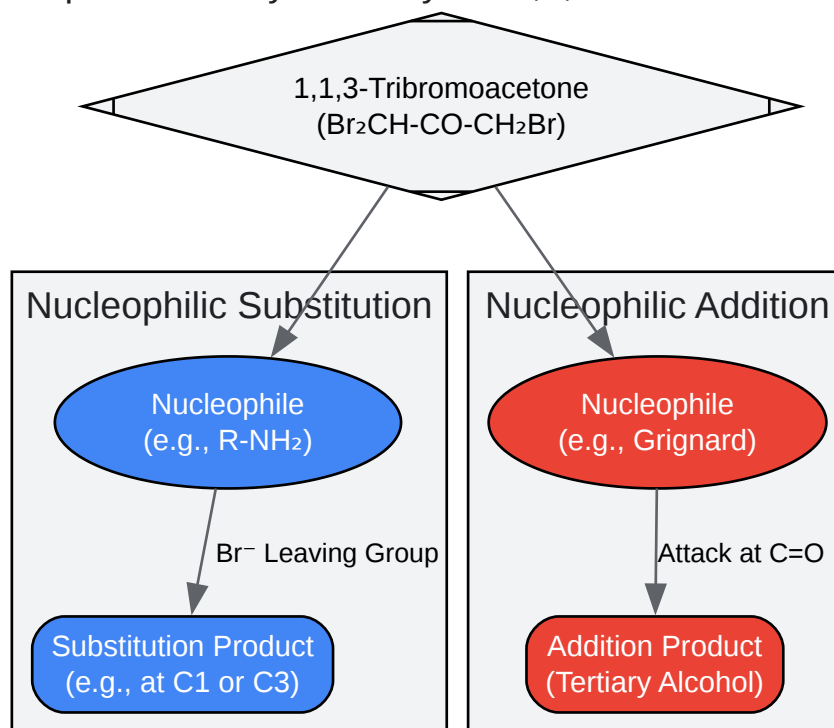 1,1,3-Tribromoacetone
(Br₂CH-CO-CH₂Br)
Nucleophilic Substitution
Nucleophilic Addition
Nucleophile
(e.g., R-NH₂)
Nucleophile
(e.g., Grignard)
Br⁻ Leaving Group
Attack at C=O
Substitution Product
(e.g., at C1 or C3)
Addition Product
(Tertiary Alcohol)